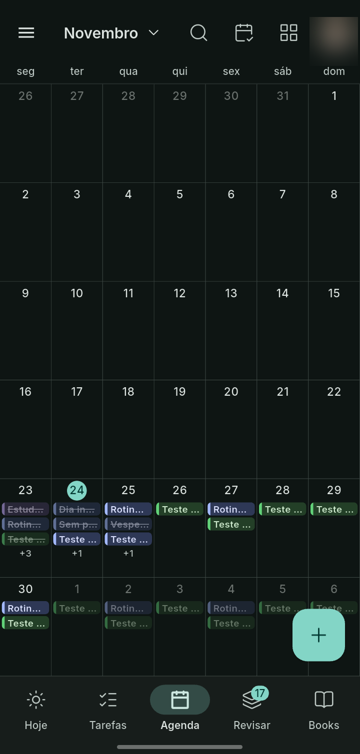 Novembro
seg ter qua qui sex sáb dom
26 27 28 29 30 31 1
2 3 4 5 6 7 8
9 10 11 12 13 14 15
16 17 18 19 20 21 22
23 24 25 26 27 28 29
Estud... Dia in... Rotin... Teste ... Rotin... Teste ... Teste ...
Rotin... Sem p... Vespe... Teste ...
Teste ... Teste ... Teste ...
+3 +1 +1
30 1 2 3 4 5 6
Rotin... Teste ... Rotin... Teste ... Rotin... Teste ... Teste ...
Teste ... Teste ... Teste ...
17
Hoje Tarefas Agenda Revisar Books